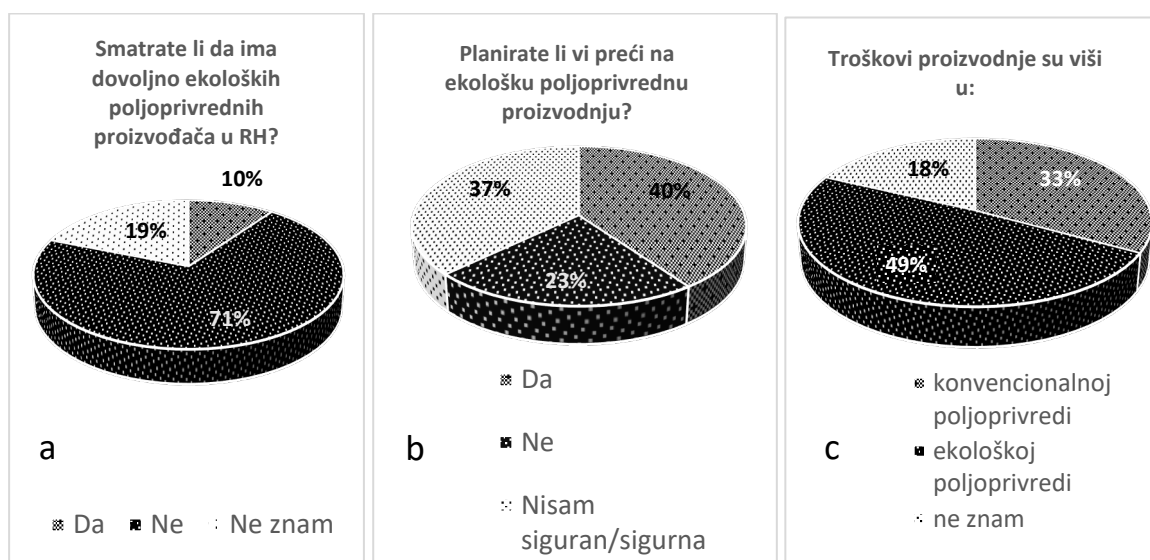 Smatrate li da ima
dovoljno ekoloških
poljoprivrednih
proizvođača u RH?
10%
19%
71%
a
Da Ne Ne znam
Planirate li vi preći na
ekološku poljoprivrednu
proizvodnju?
37%
40%
23%
Da
b
Ne
Nisam
siguran/sigurna
Troškovi proizvodnje su viši
u:
18%
33%
49%
konvencionalnoj
poljoprivredi
c
ekološkoj
poljoprivredi
ne znam